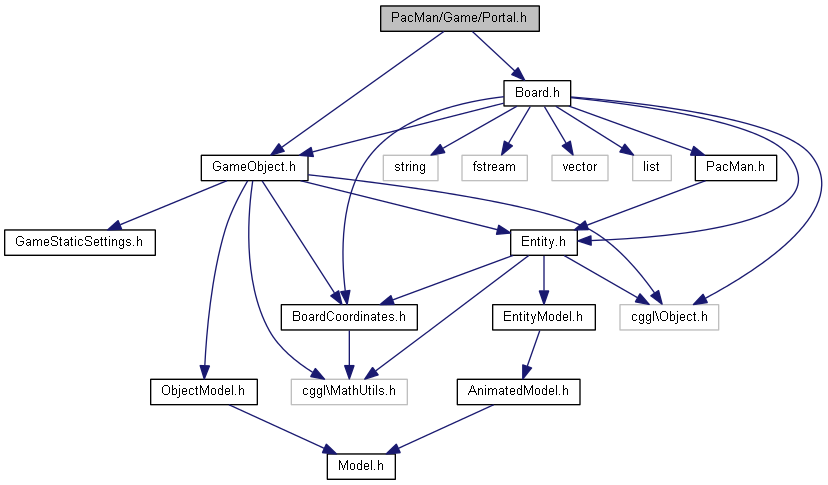 PacMan/Game/Portal.h
Board.h
GameObject.h
string
fstream
vector
list
PacMan.h
GameStaticSettings.h
Entity.h
BoardCoordinates.h
EntityModel.h
cggl\Object.h
ObjectModel.h
cggl\MathUtils.h
AnimatedModel.h
Model.h